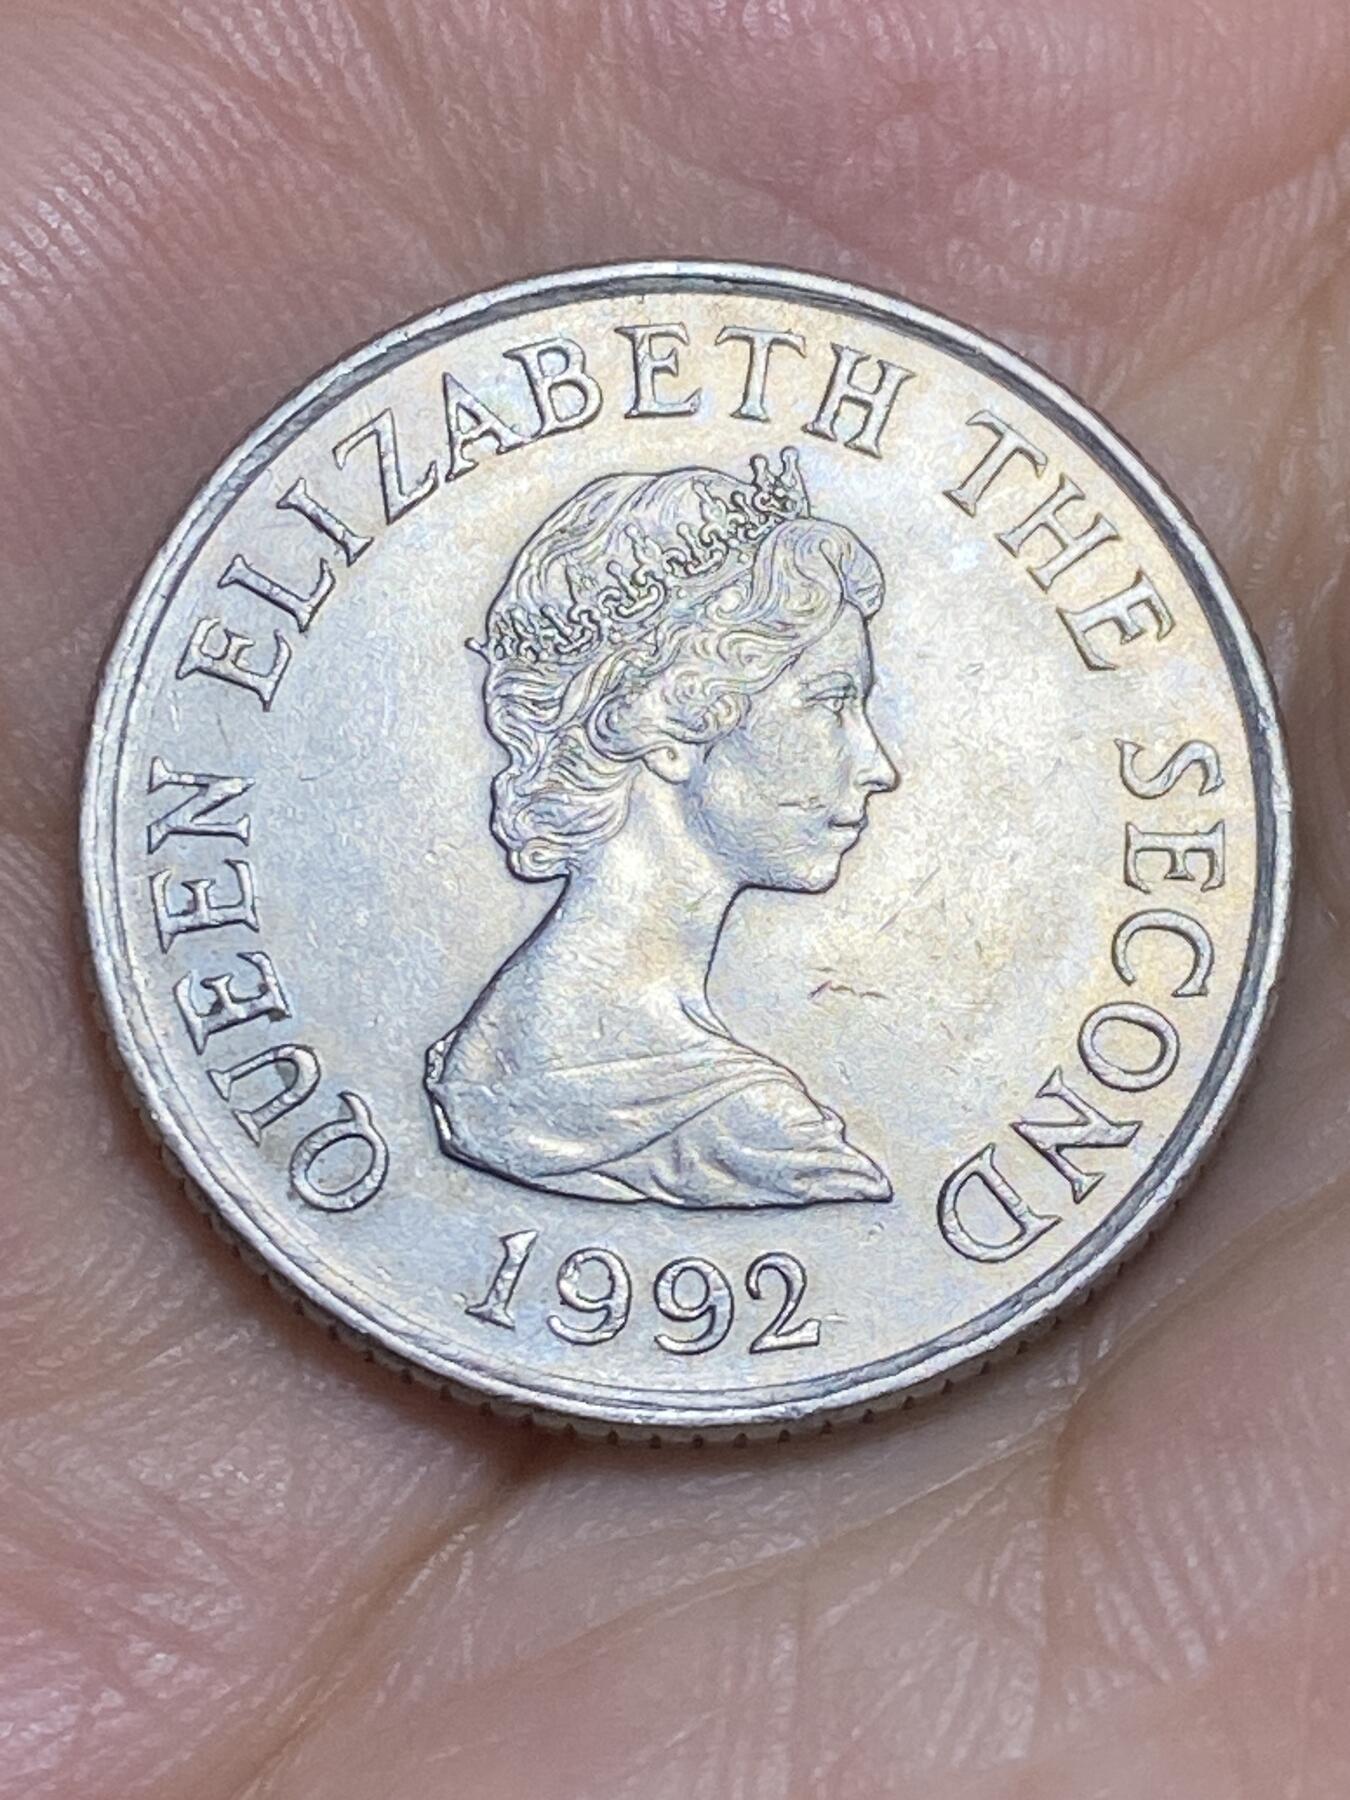 QUEEN ELIZABETH THE SECOND
1992